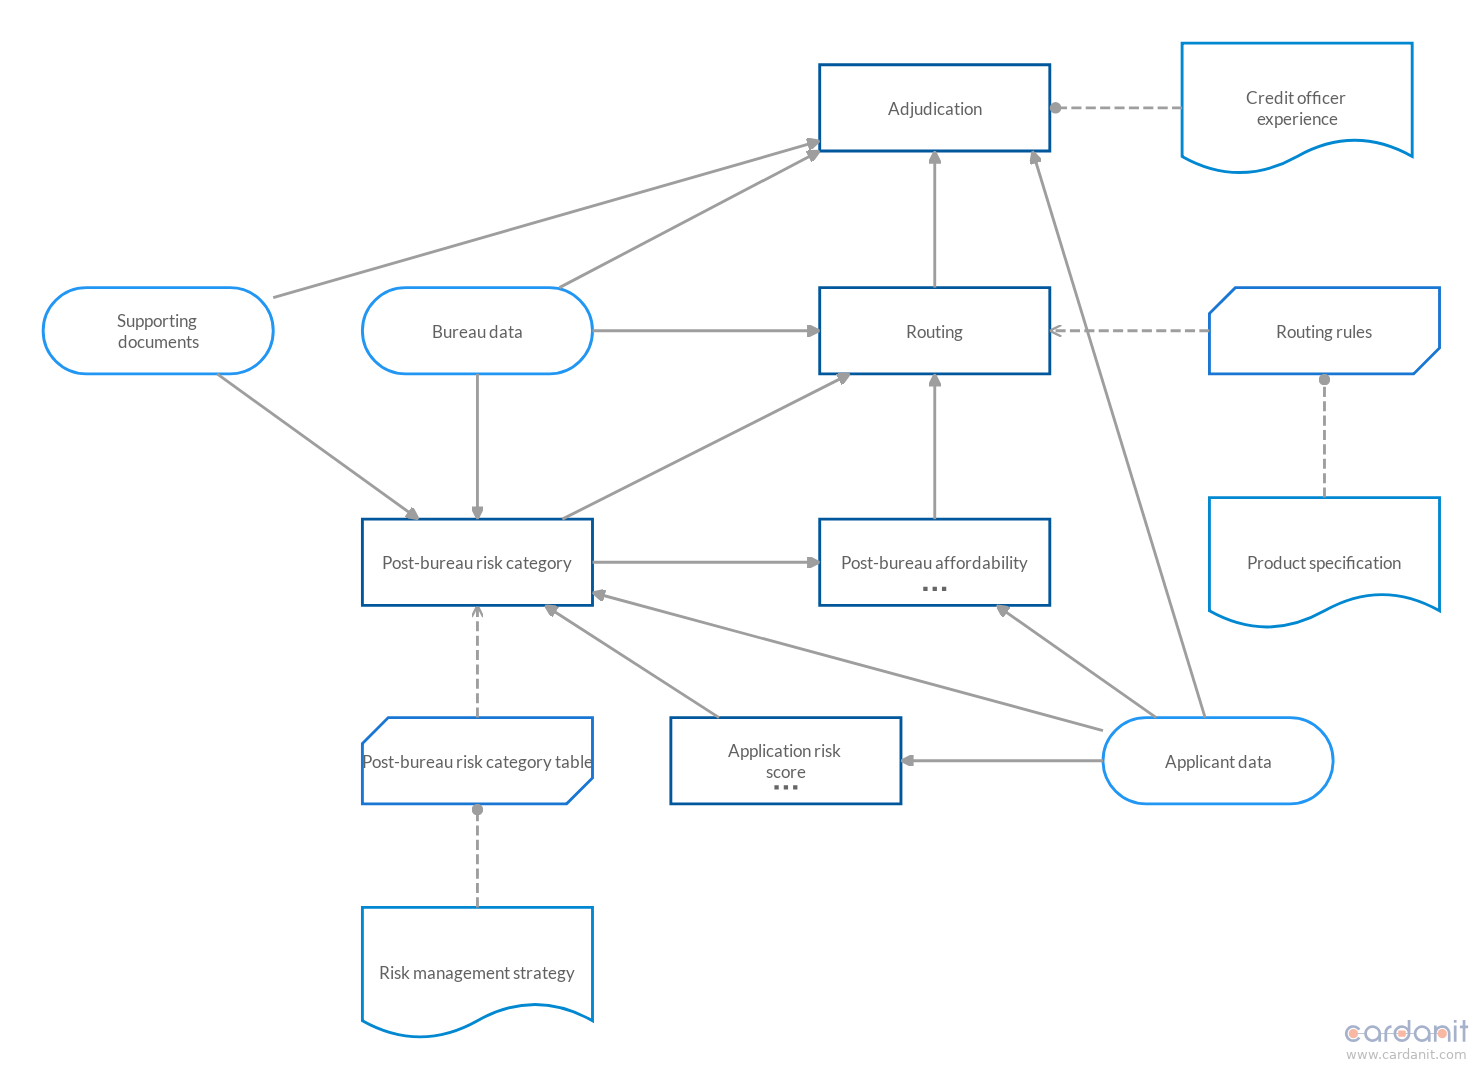 Adjudication
Credit officer
experience
Supporting
documents
Bureau data
Routing
Routing rules
Post-bureau risk category
Post-bureau affordability
...
Product specification
Post-bureau risk category table
Application risk
score
...
Applicant data
Risk management strategy
cardanit
www.cardanit.com